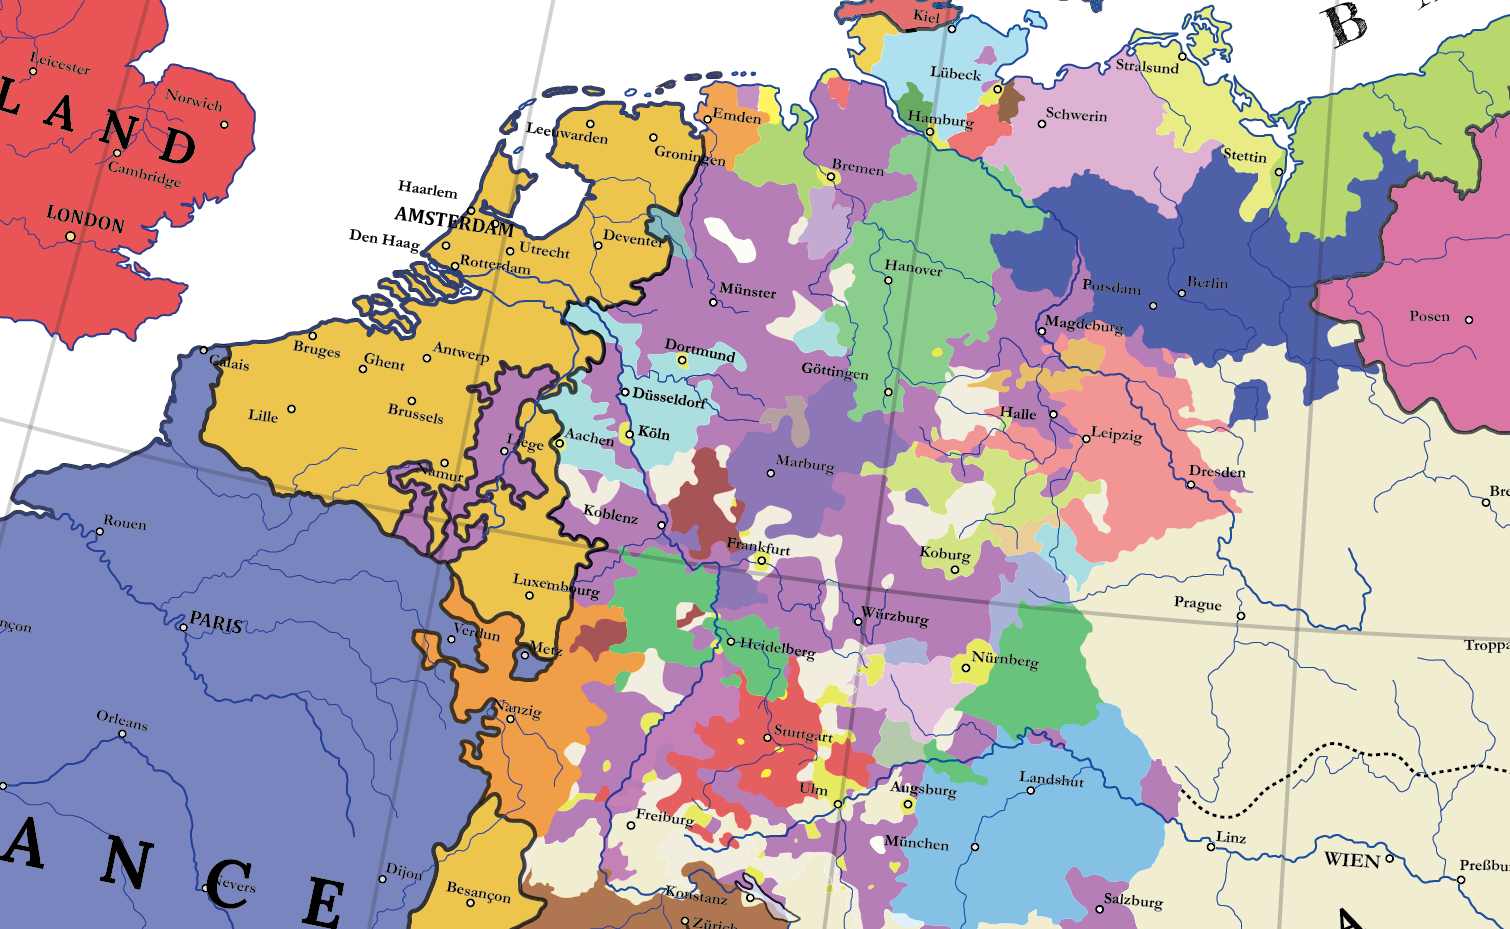 Kiel
B
Leicester
Lübeck
Stralsund
LAND
Norwich
Leeuwarden
Emden
Hamburg
Schwerin
Cambridge
Groningen
Bremen
Stettin
Haarlem
LONDON
AMSTERDAM
Den Haag
Utrecht
Deventer
Rotterdam
Hanover
Münster
Potsdam
Berlin
Posen
Magdeburg
Bruges
Calais
Ghent
Antwerp
Dortmund
Göttingen
Lille
Brussels
Düsseldorf
Halle
Liege
Aachen
Köln
Leipzig
Namur
Marburg
Dresden
Bre
Rouen
Koblenz
Frankfurt
Koburg
Luxembourg
Prague
PARIS
Würzburg
nçon
Verdun
Metz
Heidelberg
Nürnberg
Troppa
Nanzig
Orleans
Stuttgart
Ulm
Augsburg
Landshut
Freiburg
ANCE
München
Linz
WIEN
Preßbu
Dijon
Nevers
Besançon
Konstanz
Salzburg
Zürich
A